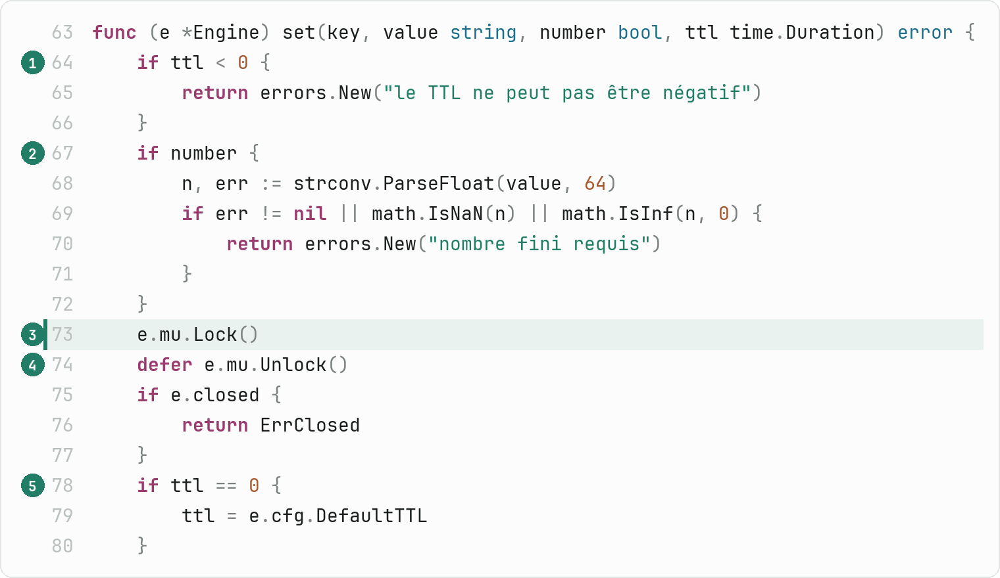 63 func (e *Engine) set(key, value string, number bool, ttl time.Duration) error {
1 64     if ttl < 0 {
65         return errors.New("le TTL ne peut pas être négatif")
66     }
2 67     if number {
68         n, err := strconv.ParseFloat(value, 64)
69         if err != nil || math.IsNaN(n) || math.IsInf(n, 0) {
70             return errors.New("nombre fini requis")
71         }
72     }
3 73     e.mu.Lock()
4 74     defer e.mu.Unlock()
75     if e.closed {
76         return ErrClosed
77     }
5 78     if ttl == 0 {
79         ttl = e.cfg.DefaultTTL
80     }